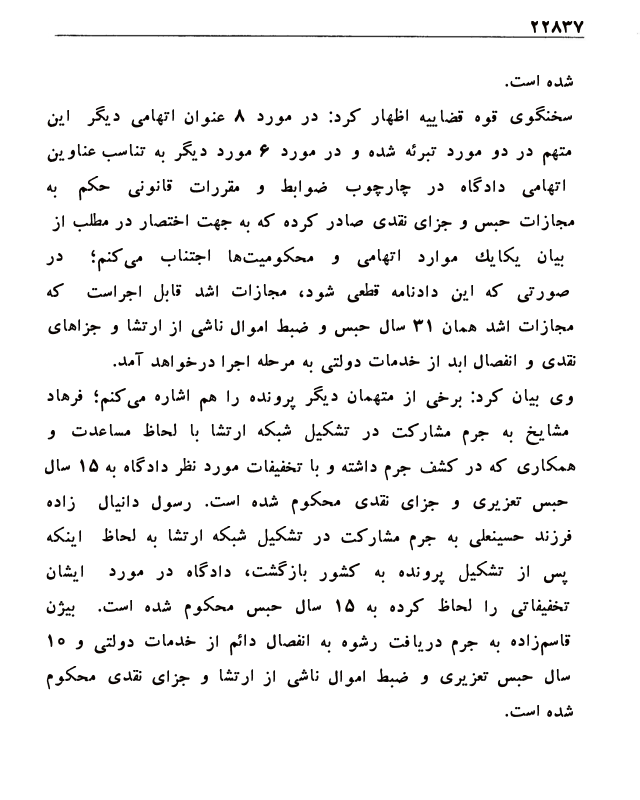 ۲۲۸۳۷
شده است.
سخنگوی قوه قضاییه اظهار کرد: در مورد ۸ عنوان اتهامی دیگر این
متهم در دو مورد تبرئه شده و در مورد ۶ مورد دیگر به تناسب عناوین
اتهامی دادگاه در چارچوب ضوابط و مقررات قانونی حکم به
مجازات حبس و جزای نقدی صادر کرده که به جهت اختصار در مطلب از
بیان یکایک موارد اتهامی و محکومیت‌ها اجتناب می‌کنم؛ در
صورتی که این دادنامه قطعی شود، مجازات اشد قابل اجراست که
مجازات اشد همان ۳۱ سال حبس و ضبط اموال ناشی از ارتشا و جزاهای
نقدی و انفصال ابد از خدمات دولتی به مرحله اجرا درخواهد آمد.
وی بیان کرد: برخی از متهمان دیگر پرونده را هم اشاره می‌کنم؛ فرهاد
مشایخ به جرم مشارکت در تشکیل شبکه ارتشا با لحاظ مساعدت و
همکاری که در کشف جرم داشته و با تخفیفات مورد نظر دادگاه به ۱۵ سال
حبس تعزیری و جزای نقدی محکوم شده است. رسول دانیال زاده
فرزند حسینعلی به جرم مشارکت در تشکیل شبکه ارتشا به لحاظ اینکه
پس از تشکیل پرونده به کشور بازگشت، دادگاه در مورد ایشان
تخفیفاتی را لحاظ کرده به ۱۵ سال حبس محکوم شده است. بیژن
قاسم‌زاده به جرم دریافت رشوه به انفصال دائم از خدمات دولتی و ۱۰
سال حبس تعزیری و ضبط اموال ناشی از ارتشا و جزای نقدی محکوم
شده است.